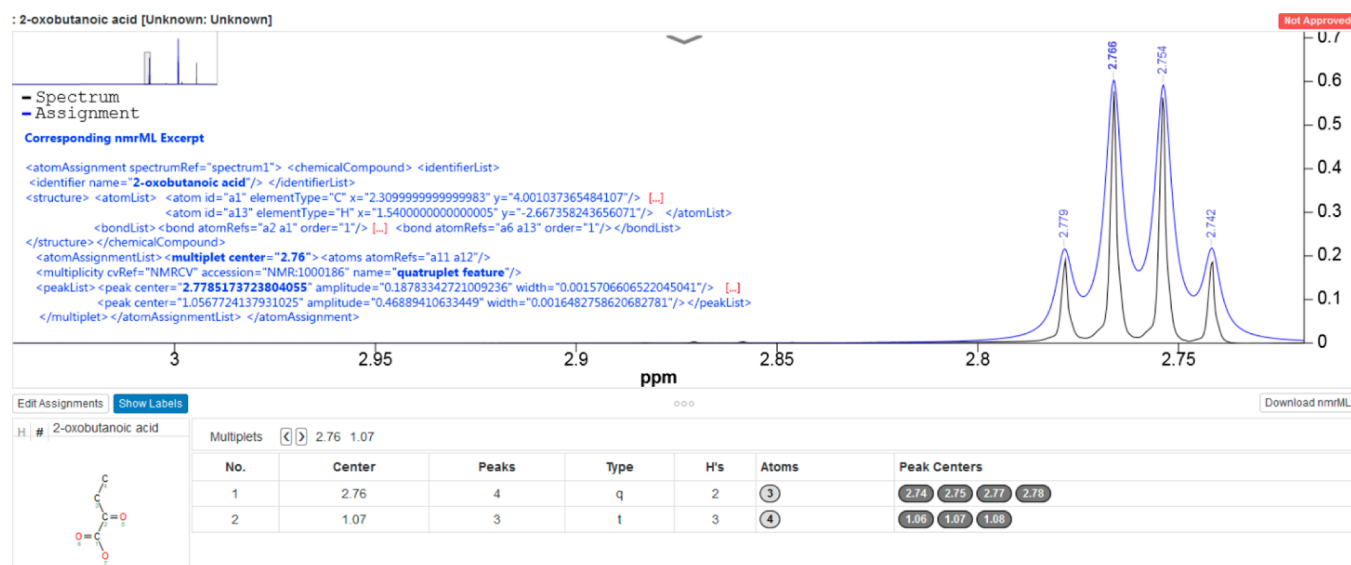 : 2-oxobutanoic acid [Unknown: Unknown]
Not Approved
Spectrum
Assignment
Corresponding nmrML Excerpt
<atomAssignment spectrumRef="spectrum1"> <chemicalCompound> <identifierList>
<identifier name="2-oxobutanoic acid"/> </identifierList>
<structure> <atomList> <atom id="a1" elementType="C" x="2.3099999999999983" y="4.001037365484107"/> [...]
<atom id="a13" elementType="H" x="1.5400000000000005" y="-2.667358243656071"/> </atomList>
<bondList><bond atomRefs="a2 a1" order="1"/> [...] <bond atomRefs="a6 a13" order="1"/></bondList>
</structure></chemicalCompound>
<atomAssignmentList> <multiplet center="2.76"> <atoms atomRefs="a11 a12"/>
<multiplicity cvRef="NMRCV" accession="NMR:1000186" name="quatruplet feature"/>
<peakList> <peak center="2.7785173723804055" amplitude="0.18783342721009236" width="0.0015706606522045041"/> [...]
<peak center="1.0567724137931025" amplitude="0.46889410633449" width="0.0016482758620682781"/></peakList>
</multiplet></atomAssignmentList> </atomAssignment>
2.779
2.766
2.754
2.742
0.7
0.6
0.5
0.4
0.3
0.2
0.1
0
3
2.95
2.9
2.85
2.8
2.75
ppm
Edit Assignments
Show Labels
Download nmrML
H # 2-oxobutanoic acid
Multiplets 2.76 1.07
No. Center Peaks Type H's Atoms Peak Centers
1 2.76 4 q 2 3 2.74 2.75 2.77 2.78
2 1.07 3 t 3 4 1.06 1.07 1.08
C
C
C=O
O=C
O